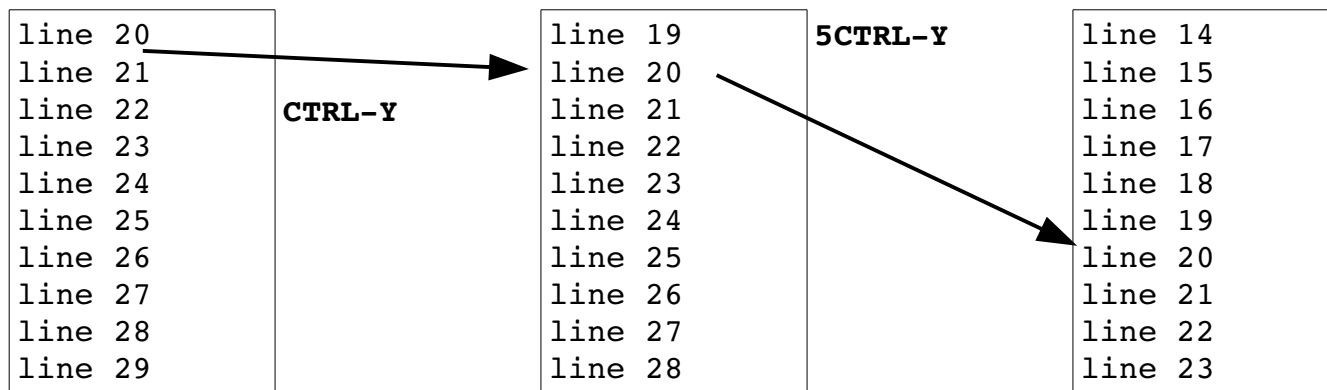 line 20
line 21
line 22
line 23
line 24
line 25
line 26
line 27
line 28
line 29
CTRL-Y
line 19
line 20
line 21
line 22
line 23
line 24
line 25
line 26
line 27
line 28
5CTRL-Y
line 14
line 15
line 16
line 17
line 18
line 19
line 20
line 21
line 22
line 23